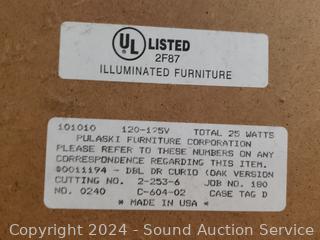 UL LISTED
2F87
ILLUMINATED FURNITURE
101010 120-125V TOTAL 25 WATTS
PULASKI FURNITURE CORPORATION
PLEASE REFER TO THESE NUMBERS ON ANY
CORRESPONDENCE REGARDING THIS ITEM.
#0011194 - DBL DR CURIO (OAK VERSION
CUTTING NO. 2-253-6 JOB NO. 180
NO. 0240 C-604-02 CASE TAG D
* MADE IN USA *
Copyright 2024 - Sound Auction Service